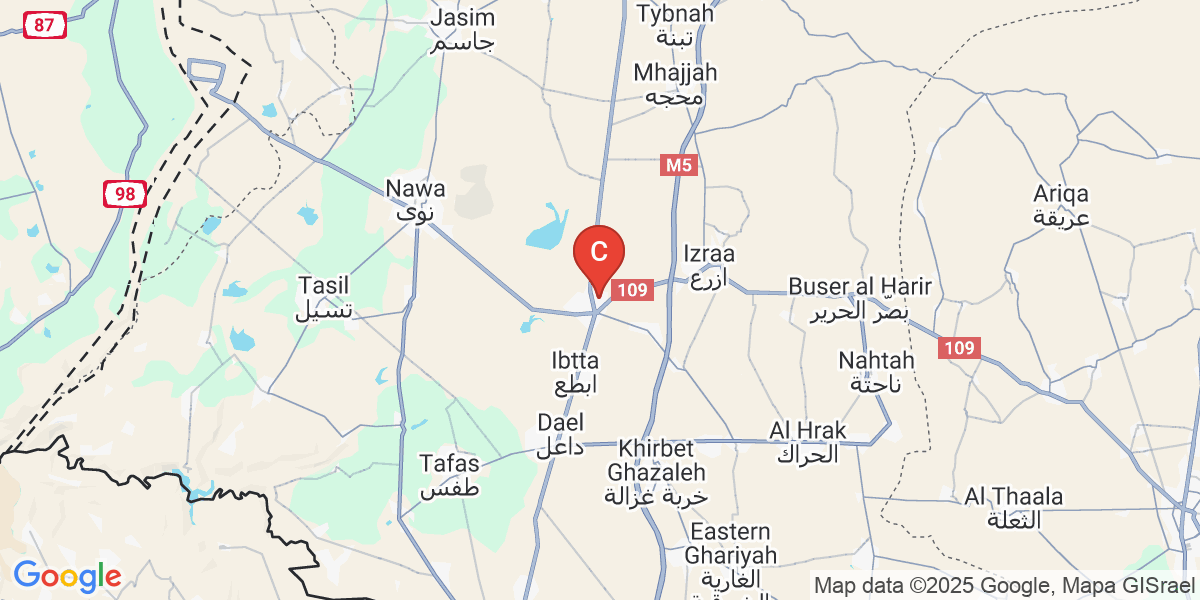 87
Jasim
جاسم
Tybnah
تبنة
Mhajjah
محجه
M5
98
Nawa
نوى
Ariqa
عريقة
C
Izraa
ازرع
109
Tasil
تسيل
Buser al Harir
بصّر الحرير
109
Ibtta
ابطع
Nahtah
ناحتة
Dael
داعل
Al Hrak
الحراك
Khirbet
Ghazaleh
خربة غزالة
Tafas
طفس
Al Thaala
الثعلة
Eastern
Ghariyah
الغارية
Google
Map data ©2025 Google, Mapa GISrael